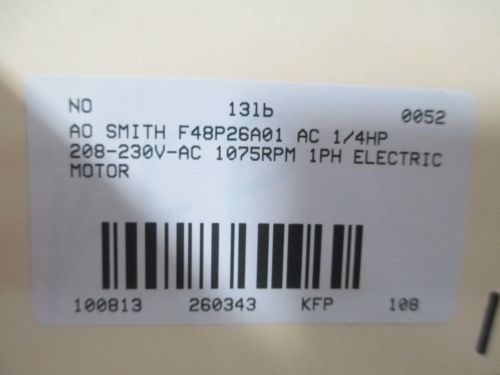 NO 13lb 0052
AO SMITH F48P26A01 AC 1/4HP
208-230V-AC 1075RPM 1PH ELECTRIC
MOTOR
100813 260343 KFP 108